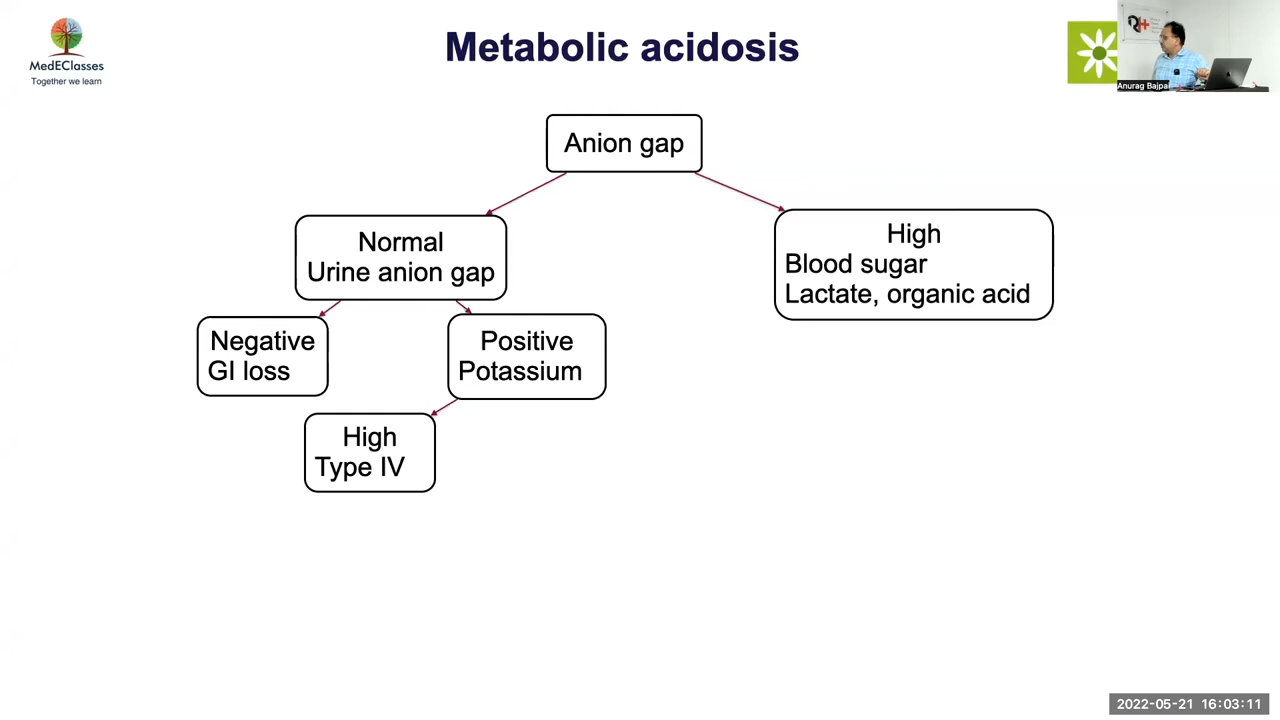 MedEClasses
Together we learn
Metabolic acidosis
Anurag Bajpai
Anion gap
Normal
Urine anion gap
High
Blood sugar
Lactate, organic acid
Negative
GI loss
Positive
Potassium
High
Type IV
2022-05-21 16:03:11